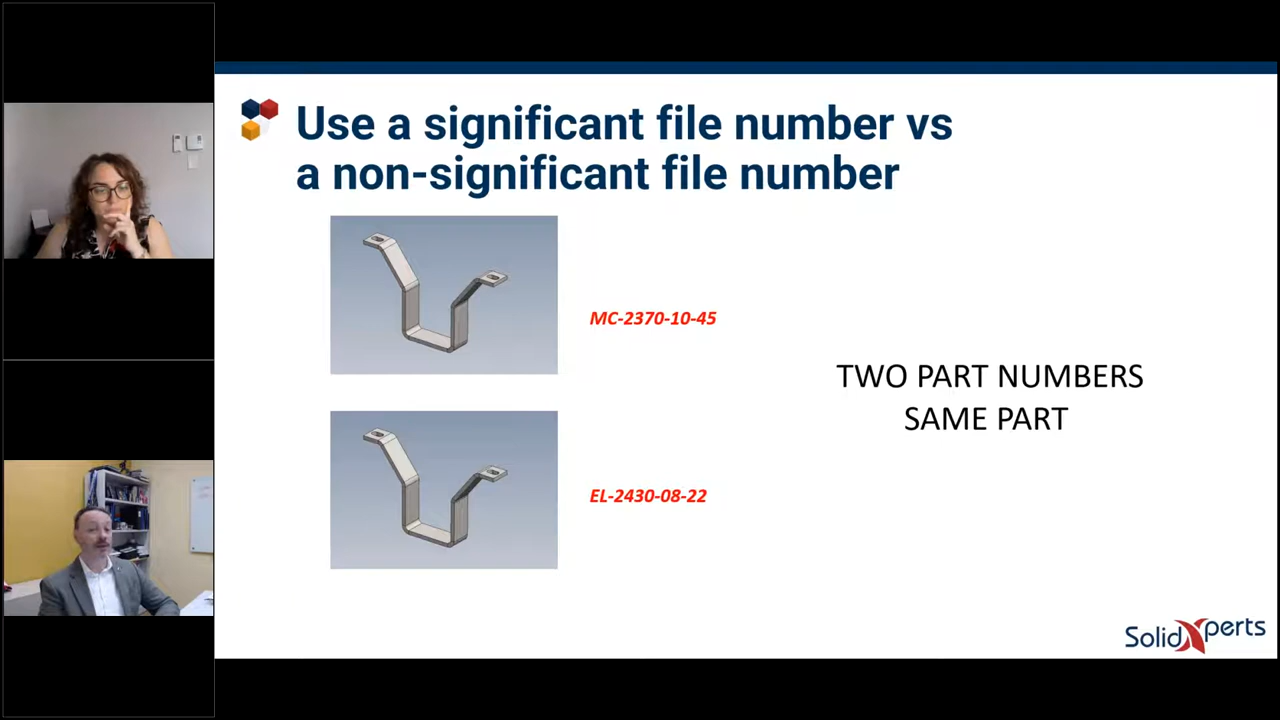 Use a significant file number vs
a non-significant file number
MC-2370-10-45
TWO PART NUMBERS
SAME PART
EL-2430-08-22
SolidXperts